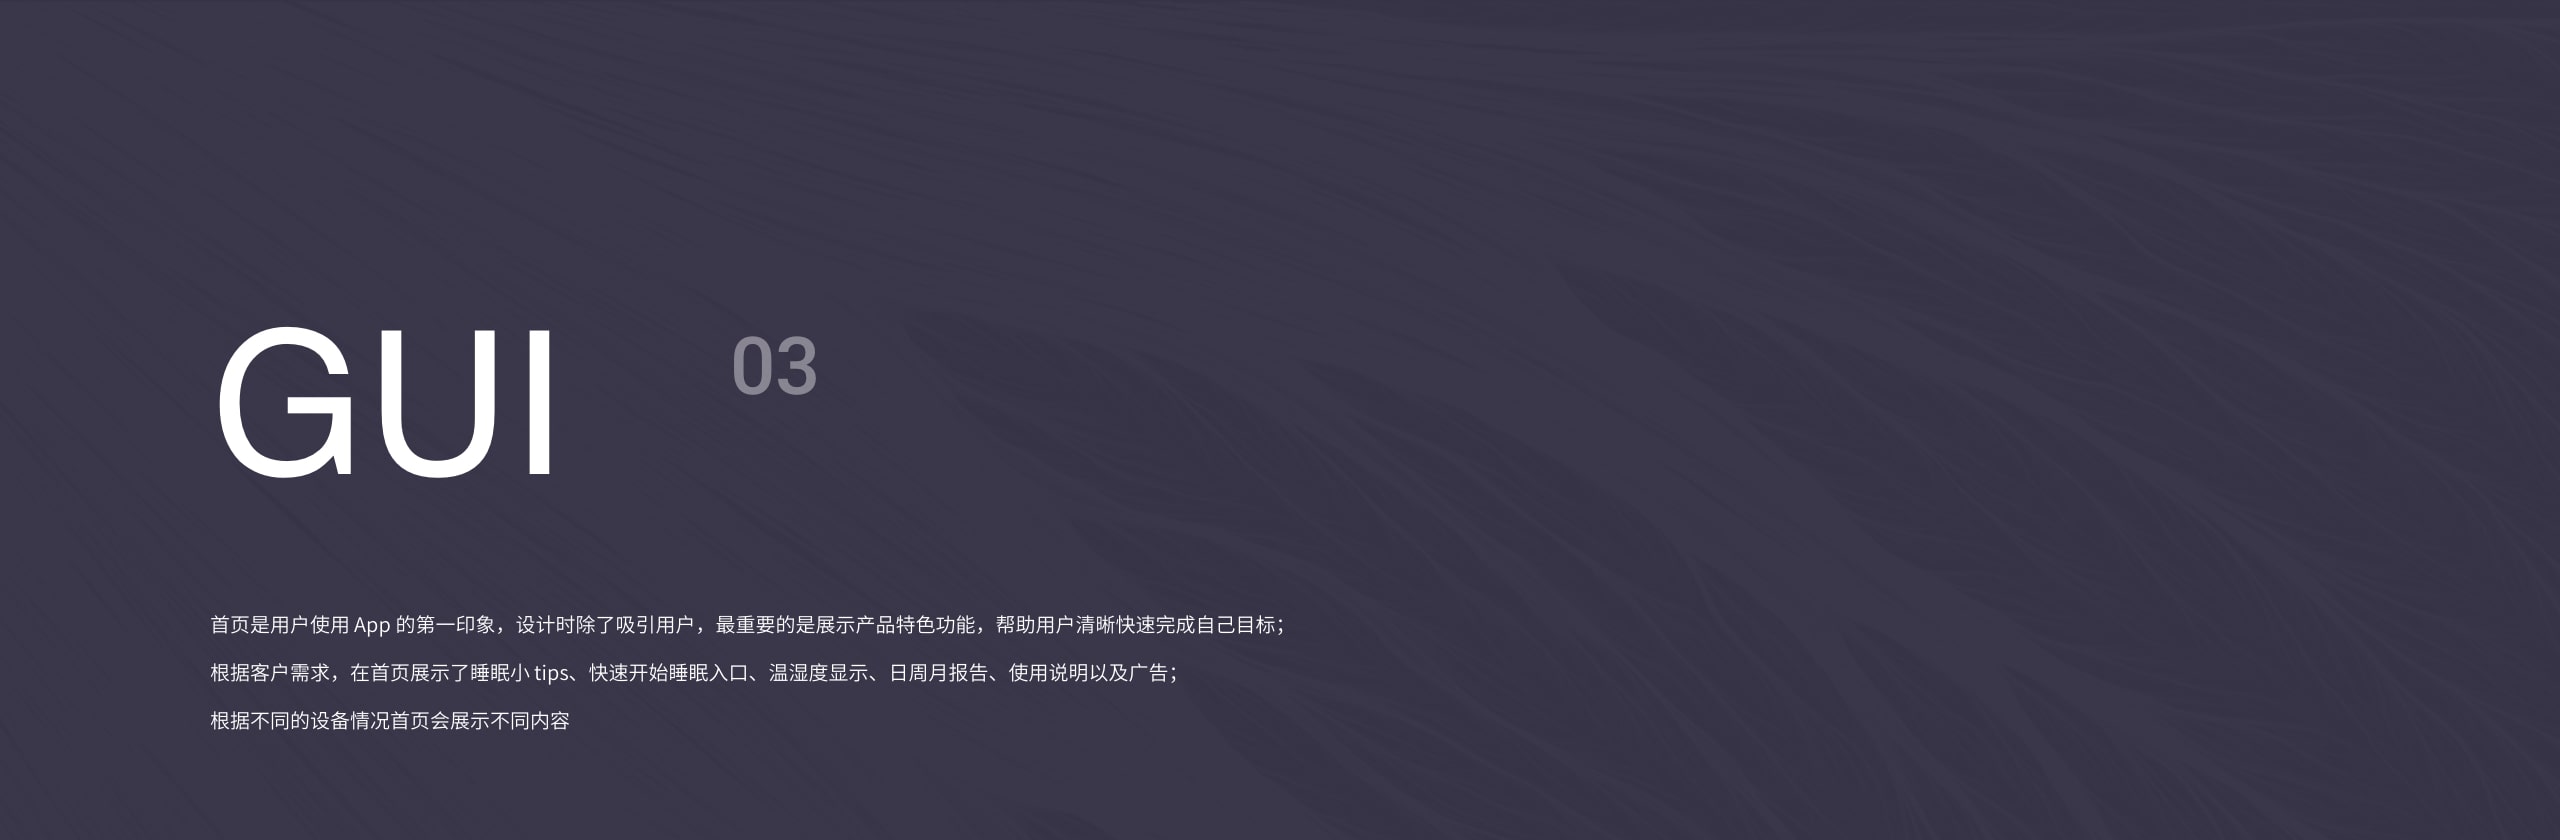 GUI
03
首页是用户使用 App 的第一印象，设计时除了吸引用户，最重要的是展示产品特色功能，帮助用户清晰快速完成自己目标；
根据客户需求，在首页展示了睡眠小 tips、快速开始睡眠入口、温湿度显示、日周月报告、使用说明以及广告；
根据不同的设备情况首页会展示不同内容